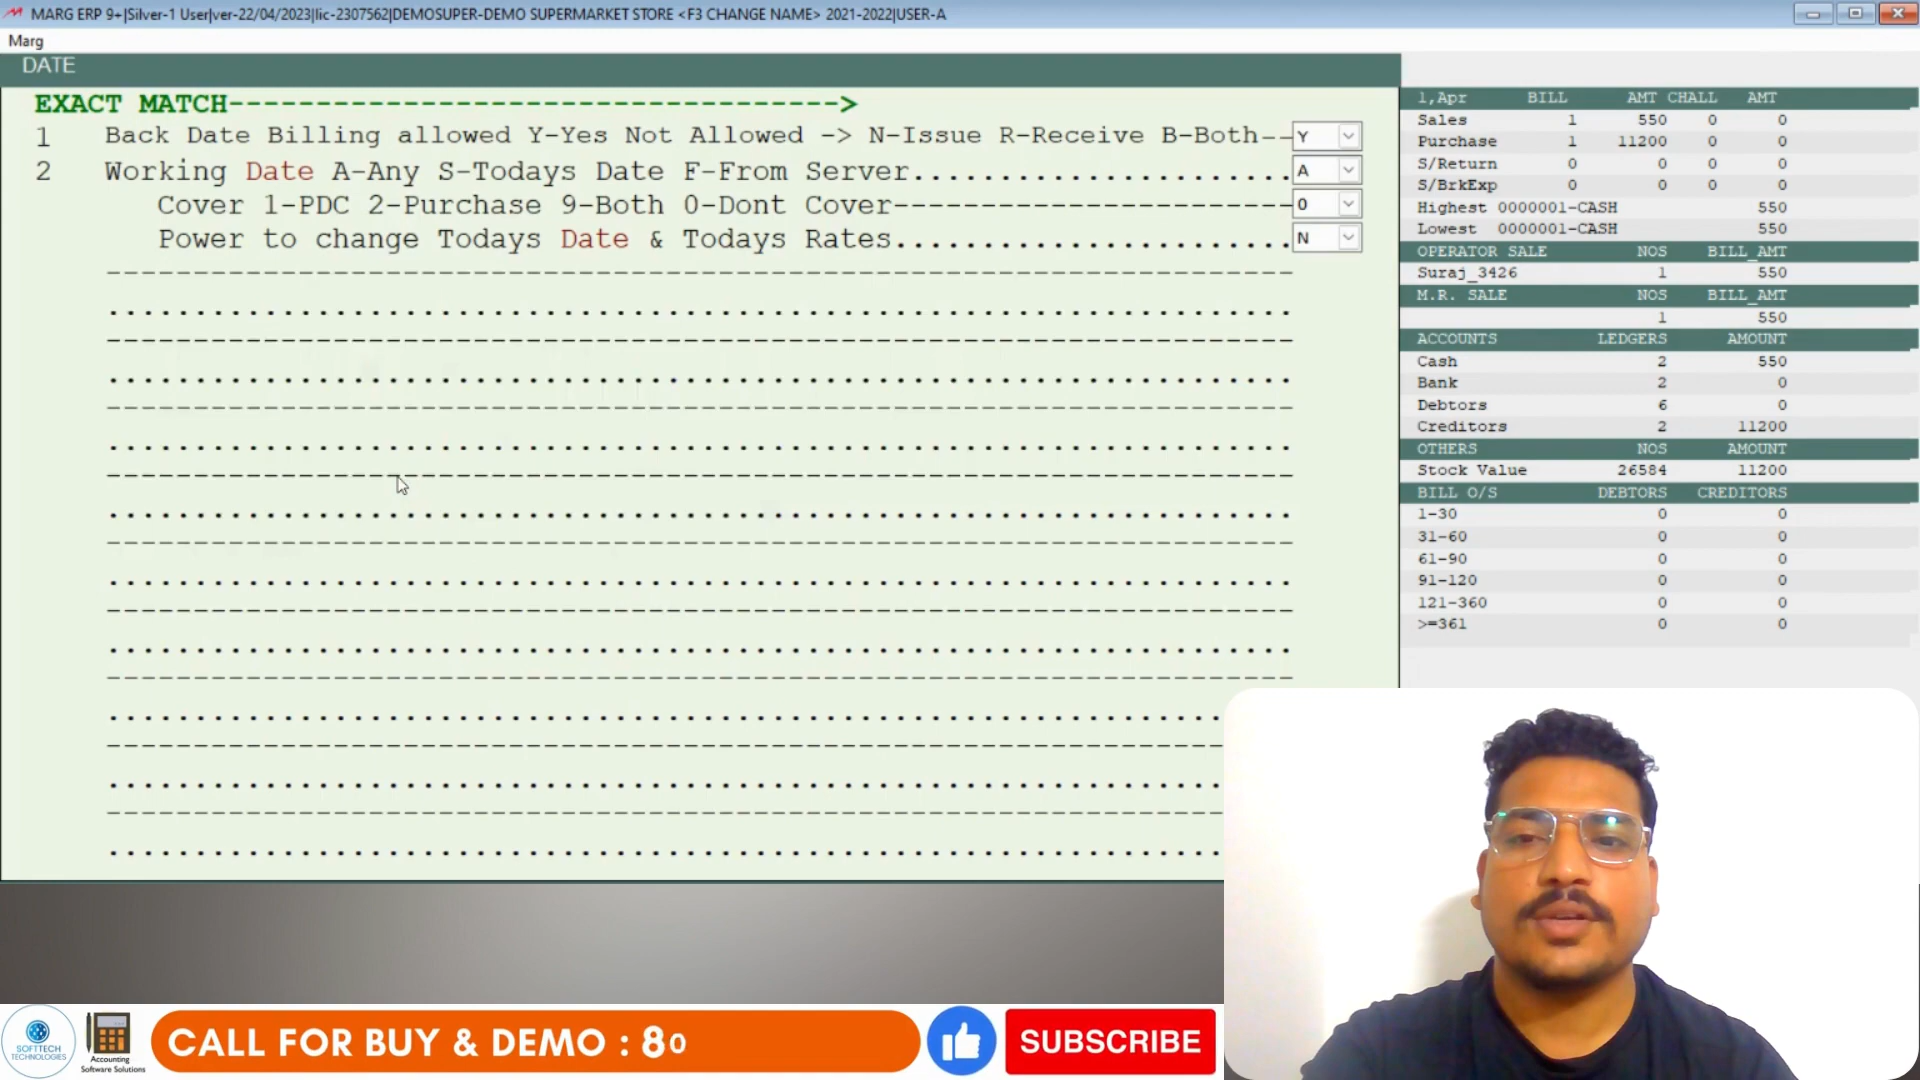 MARG ERP 9+|Silver-1 User|ver-22/04/2023|lic-2307562|DEMOSUPER-DEMO SUPERMARKET STORE <F3 CHANGE NAME> 2021-2022|USER-A
Marg
DATE
EXACT MATCH----------------------------------->
1 Back Date Billing allowed Y-Yes Not Allowed -> N-Issue R-Receive B-Both-- Y
2 Working Date A-Any S-Todays Date F-From Server...................... A
Cover 1-PDC 2-Purchase 9-Both 0-Dont Cover----------------------- 0
Power to change Todays Date & Todays Rates....................... N
1,Apr BILL AMT CHALL AMT
Sales 1 550 0 0
Purchase 1 11200 0 0
S/Return 0 0 0 0
S/BrkExp 0 0 0 0
Highest 0000001-CASH 550
Lowest 0000001-CASH 550
OPERATOR SALE NOS BILL_AMT
Suraj_3426 1 550
M.R. SALE NOS BILL_AMT
1 550
ACCOUNTS LEDGERS AMOUNT
Cash 2 550
Bank 2 0
Debtors 6 0
Creditors 2 11200
OTHERS NOS AMOUNT
Stock Value 26584 11200
BILL O/S DEBTORS CREDITORS
1-30 0 0
31-60 0 0
61-90 0 0
91-120 0 0
121-360 0 0
>=361 0 0
SOFTTECH
TECHNOLOGIES
Accounting
Software Solutions
CALL FOR BUY & DEMO : 80
SUBSCRIBE